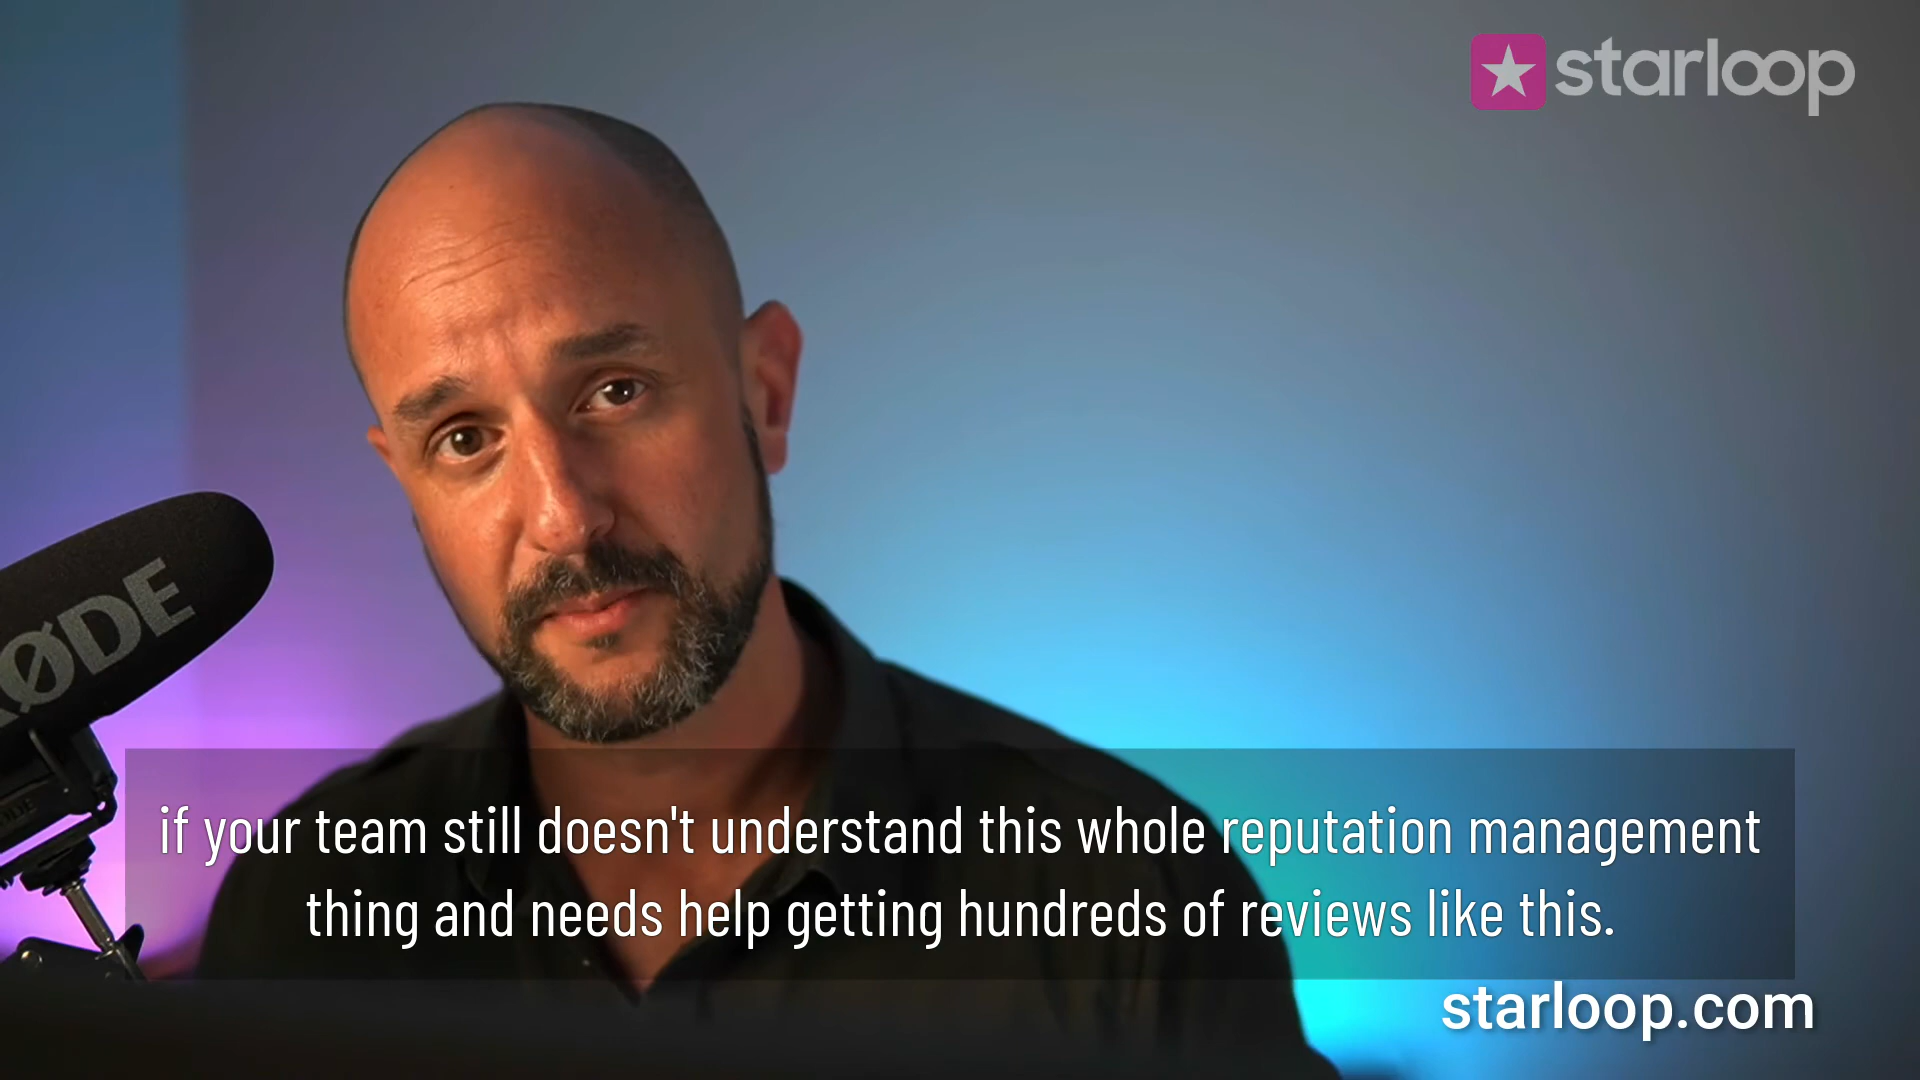 starloop
RØDE
if your team still doesn't understand this whole reputation management
thing and needs help getting hundreds of reviews like this.
starloop.com